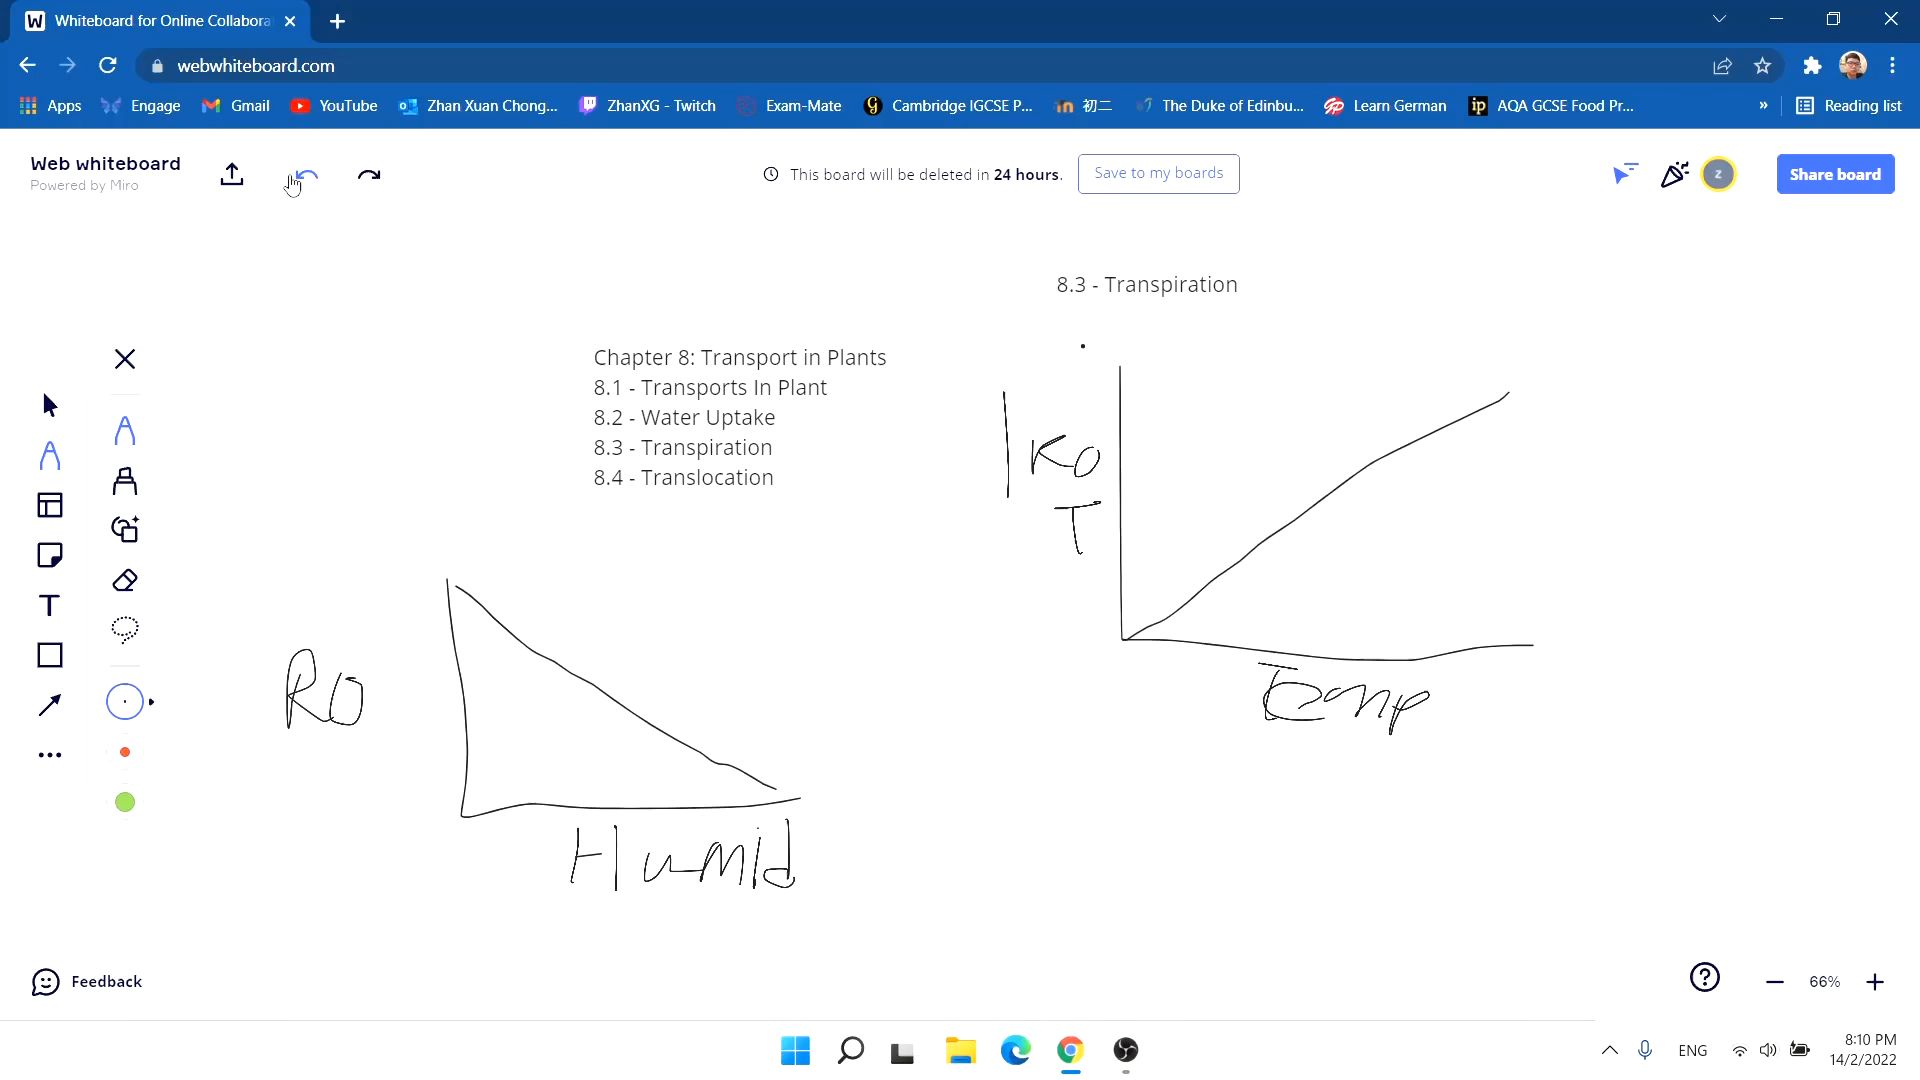 Whiteboard for Online Collabora
webwhiteboard.com
Apps Engage Gmail YouTube Zhan Xuan Chong... ZhanXG - Twitch Exam-Mate Cambridge IGCSE P... 初二 The Duke of Edinbu... Learn German AQA GCSE Food Pr... » Reading list
Web whiteboard
Powered by Miro
This board will be deleted in 24 hours.
Save to my boards
Z
Share board
8.3 - Transpiration
Chapter 8: Transport in Plants
8.1 - Transports In Plant
8.2 - Water Uptake
8.3 - Transpiration
8.4 - Translocation
RO
T
Temp
RO
Humid
Feedback
66%
ENG
8:10 PM
14/2/2022